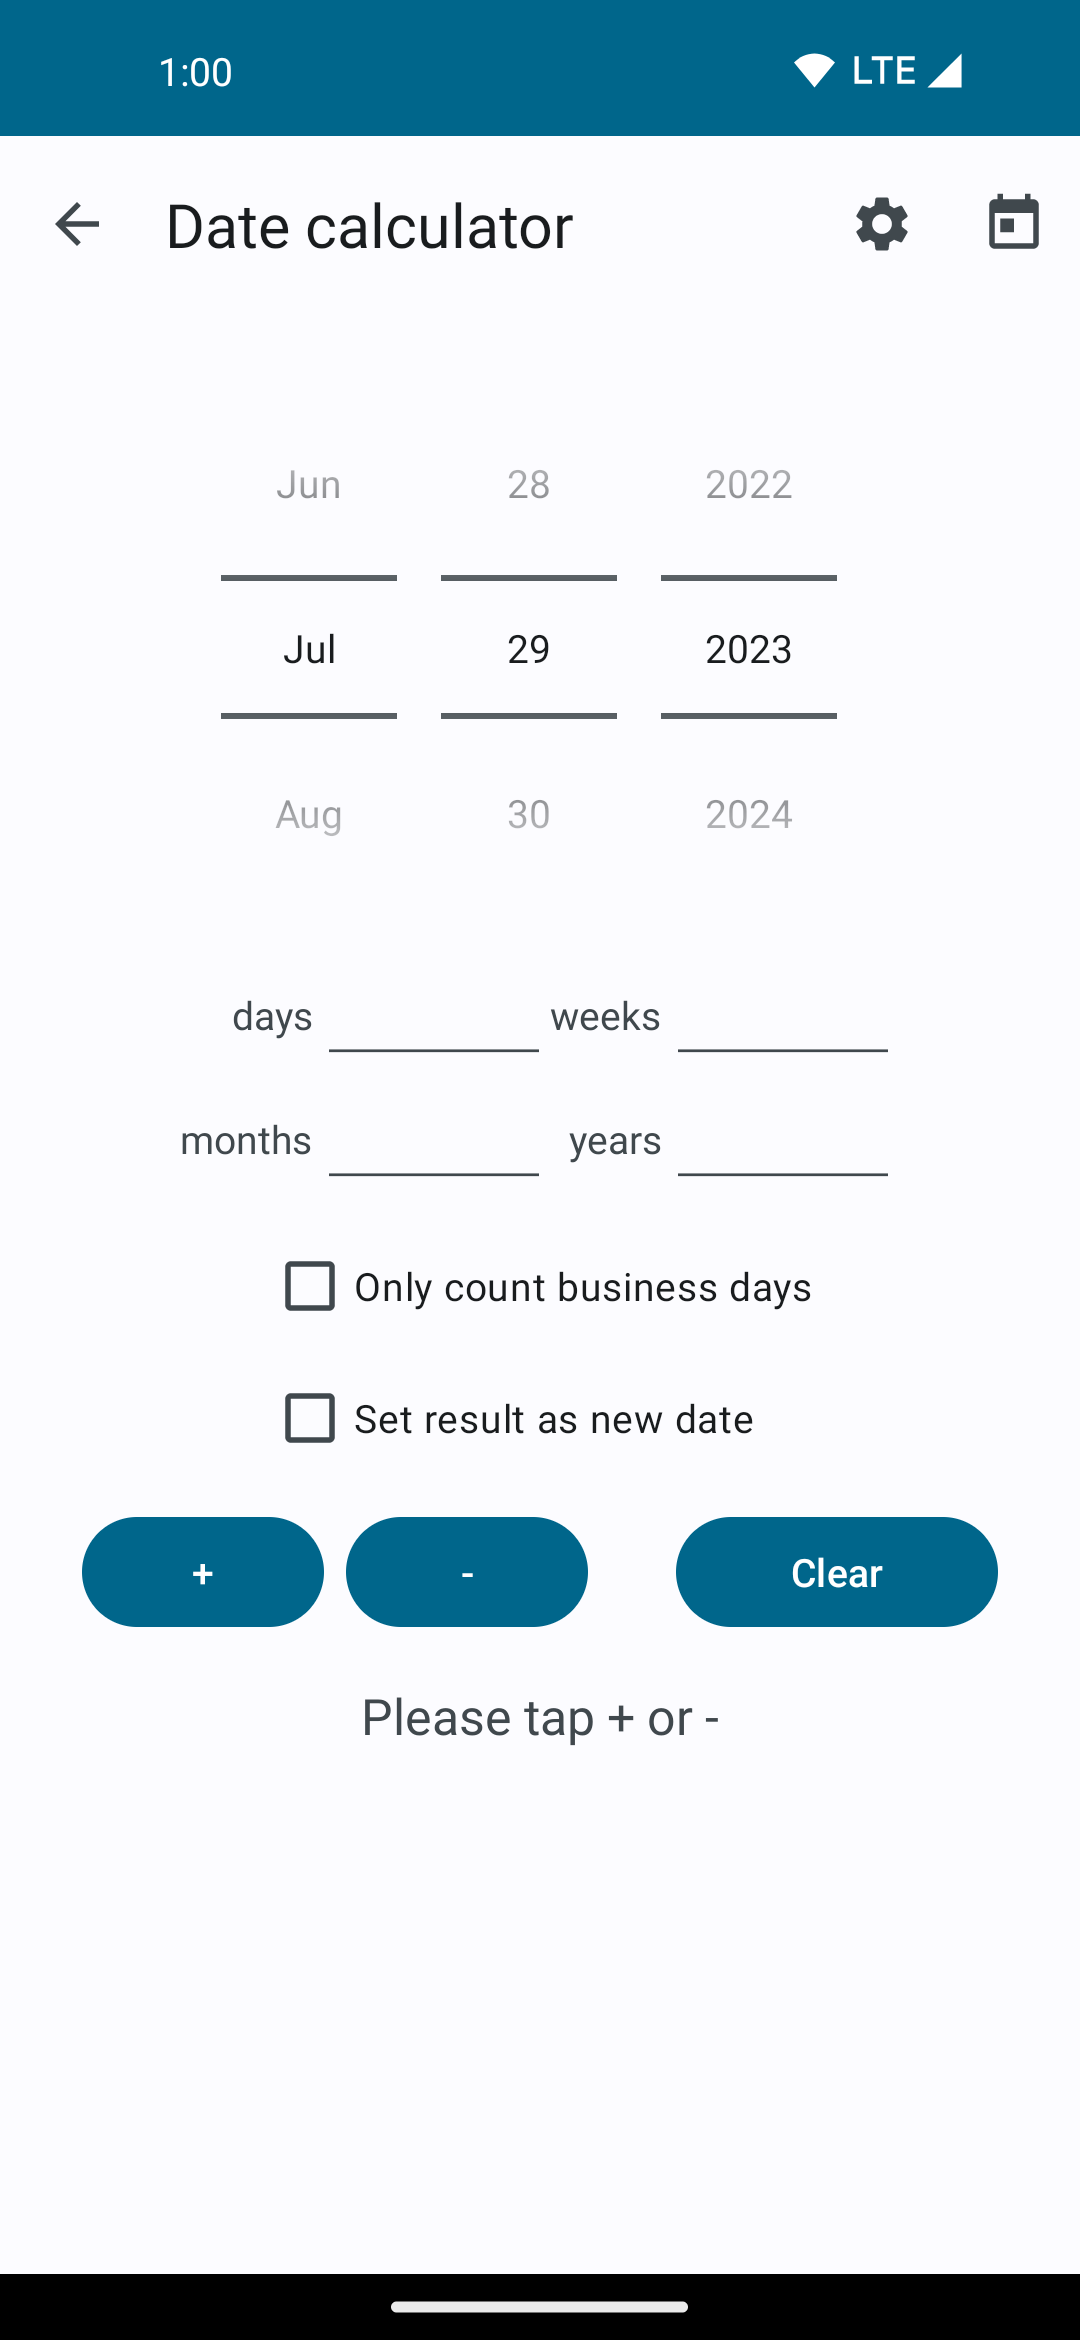 1:00 LTE
Date calculator
Jun 28 2022
Jul 29 2023
Aug 30 2024
days weeks
months years
Only count business days
Set result as new date
+ - Clear
Please tap + or -